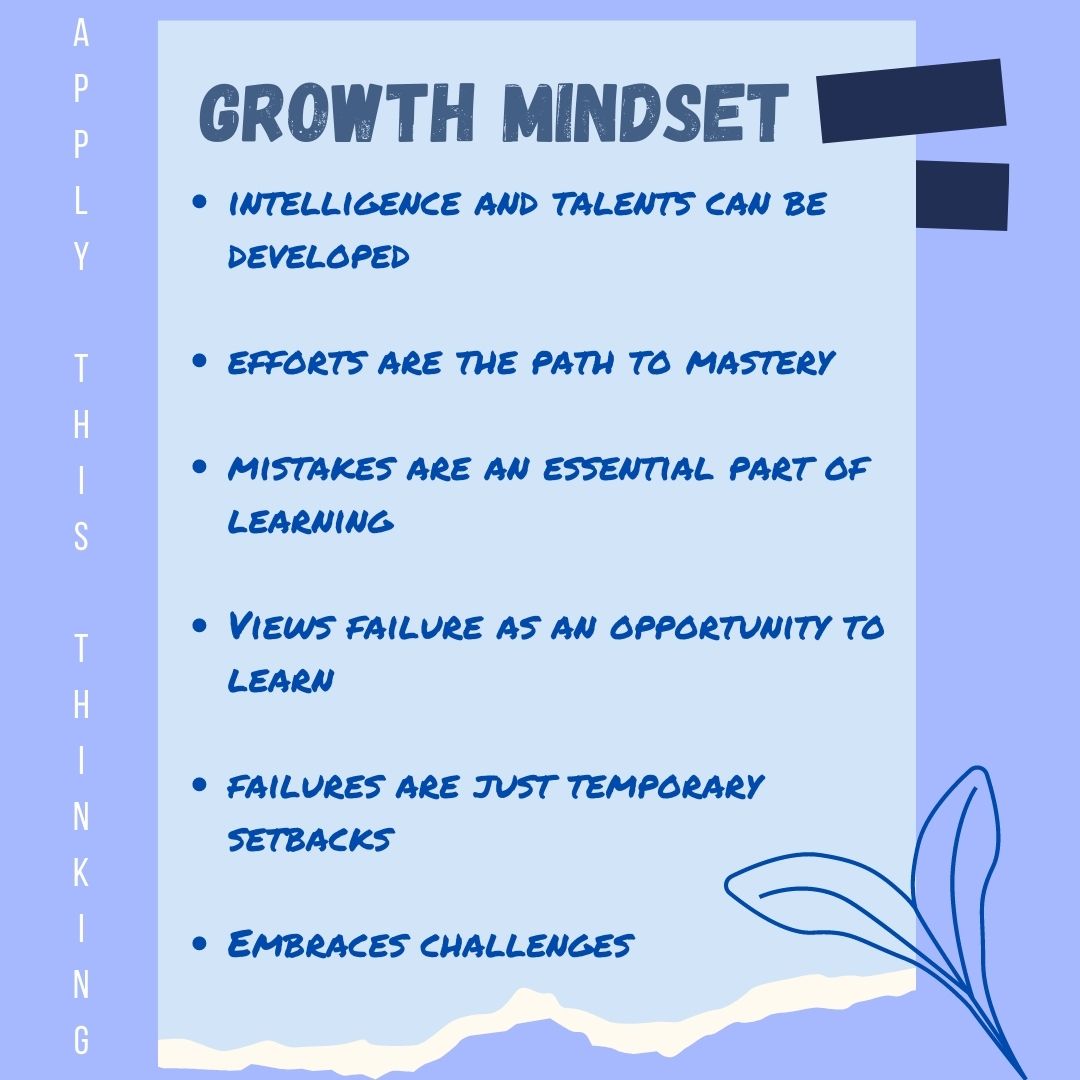 APPLY THIS THINKING
GROWTH MINDSET
• INTELLIGENCE AND TALENTS CAN BE
DEVELOPED
• EFFORTS ARE THE PATH TO MASTERY
• MISTAKES ARE AN ESSENTIAL PART OF
LEARNING
• VIEWS FAILURE AS AN OPPORTUNITY TO
LEARN
• FAILURES ARE JUST TEMPORARY
SETBACKS
• EMBRACES CHALLENGES